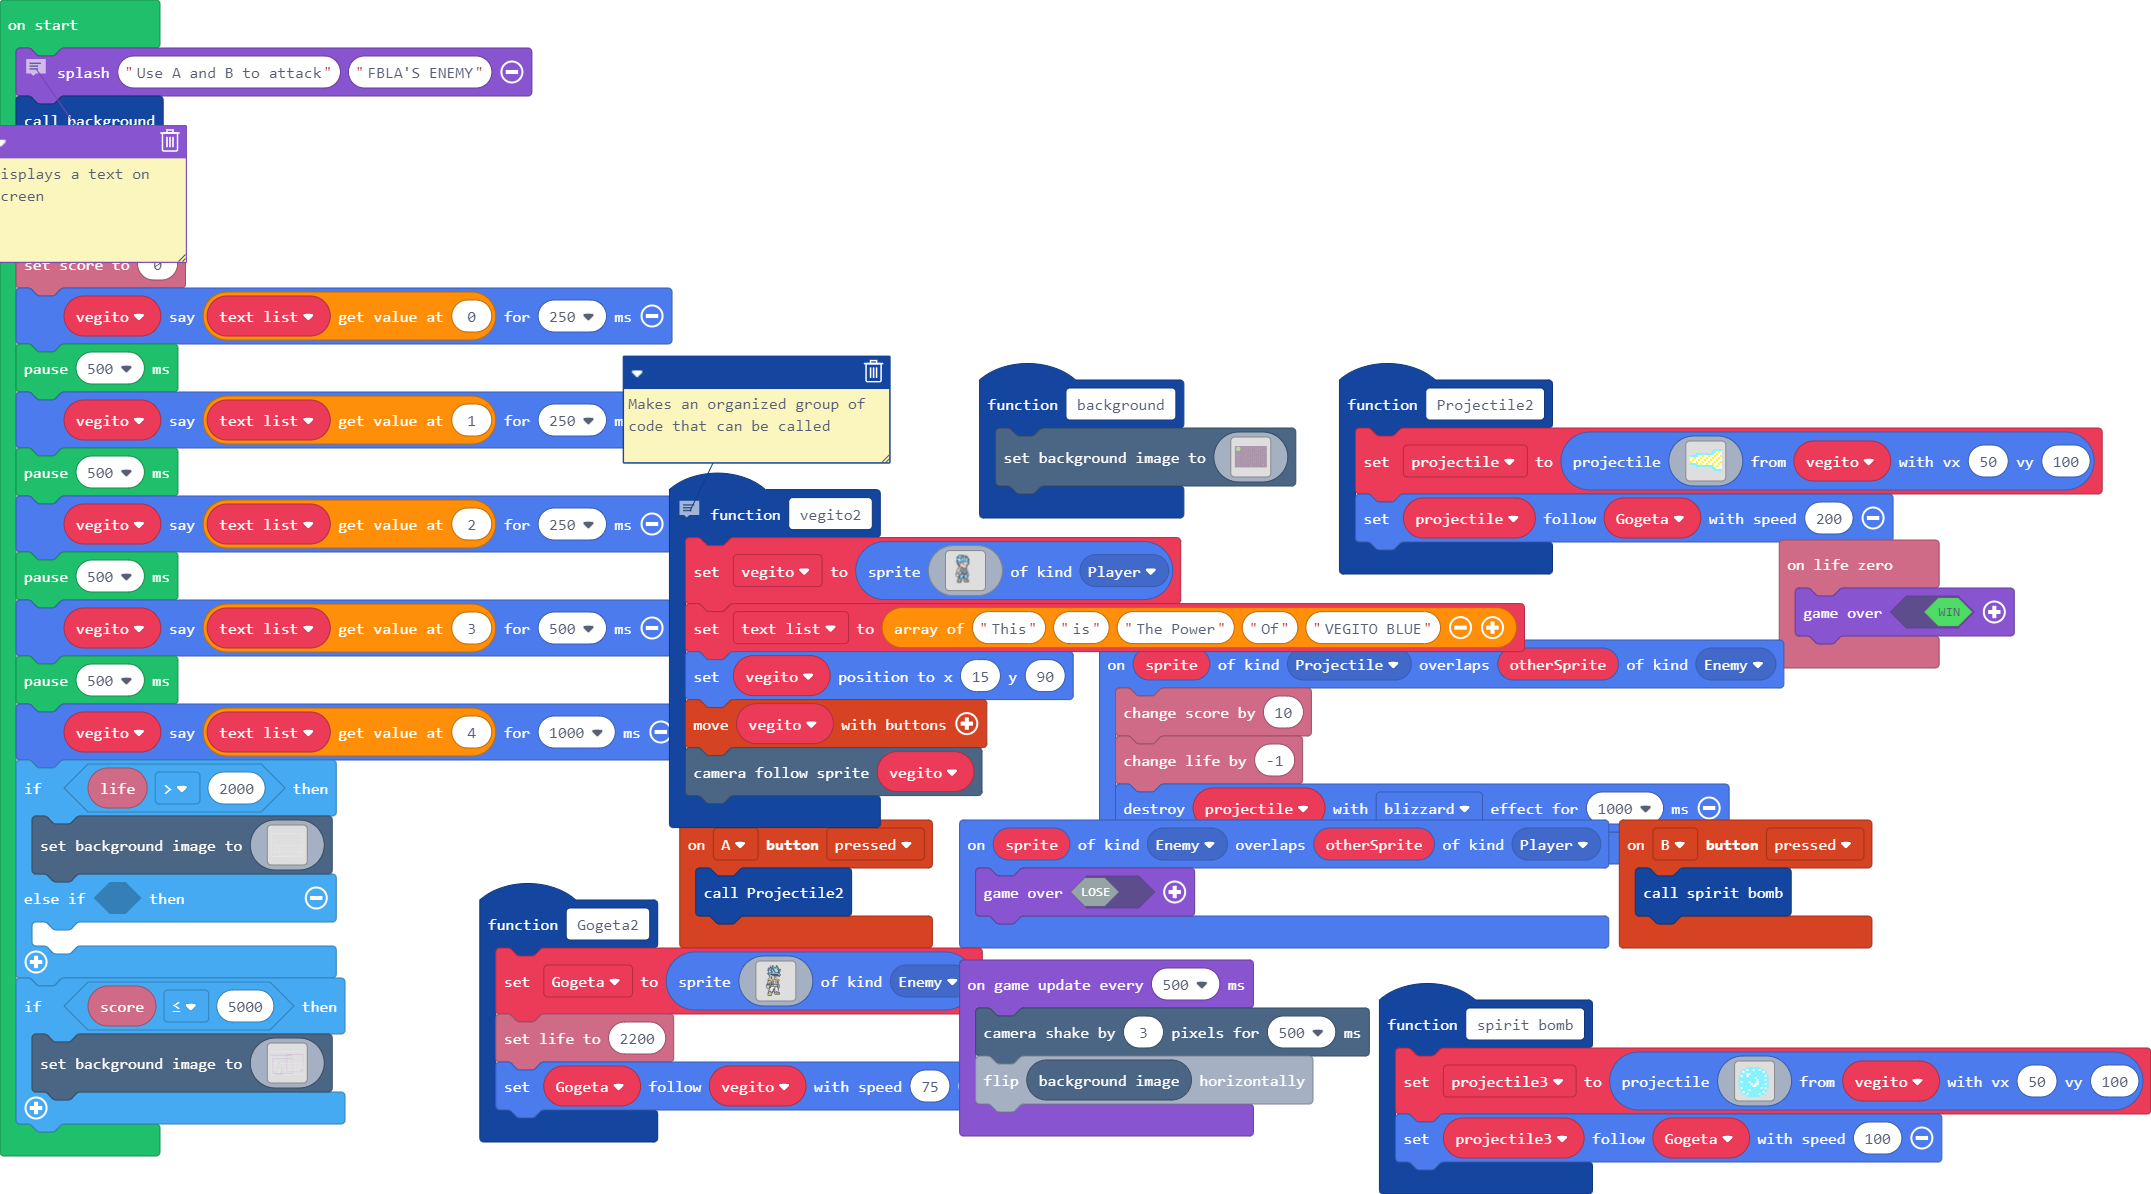 on start
splash "Use A and B to attack" "FBLA'S ENEMY"
call background
isplays a text on
creen
set score to 0
vegito say text list get value at 0 for 250 ms
pause 500 ms
vegito say text list get value at 1 for 250 m
pause 500 ms
vegito say text list get value at 2 for 250 ms
pause 500 ms
vegito say text list get value at 3 for 500 ms
pause 500 ms
vegito say text list get value at 4 for 1000 ms
if life > 2000 then
set background image to
else if then
if score ≤ 5000 then
set background image to
Makes an organized group of
code that can be called
function vegito2
set vegito to sprite of kind Player
set text list to array of "This" "is" "The Power" "Of" "VEGITO BLUE"
set vegito position to x 15 y 90
move vegito with buttons
camera follow sprite vegito
function background
set background image to
function Projectile2
set projectile to projectile from vegito with vx 50 vy 100
set projectile follow Gogeta with speed 200
on life zero
game over WIN
on sprite of kind Projectile overlaps otherSprite of kind Enemy
change score by 10
change life by -1
destroy projectile with blizzard effect for 1000 ms
on A button pressed
call Projectile2
on sprite of kind Enemy overlaps otherSprite of kind Player
game over LOSE
on B button pressed
call spirit bomb
function Gogeta2
set Gogeta to sprite of kind Enemy
set life to 2200
set Gogeta follow vegito with speed 75
on game update every 500 ms
camera shake by 3 pixels for 500 ms
flip background image horizontally
function spirit bomb
set projectile3 to projectile from vegito with vx 50 vy 100
set projectile3 follow Gogeta with speed 100